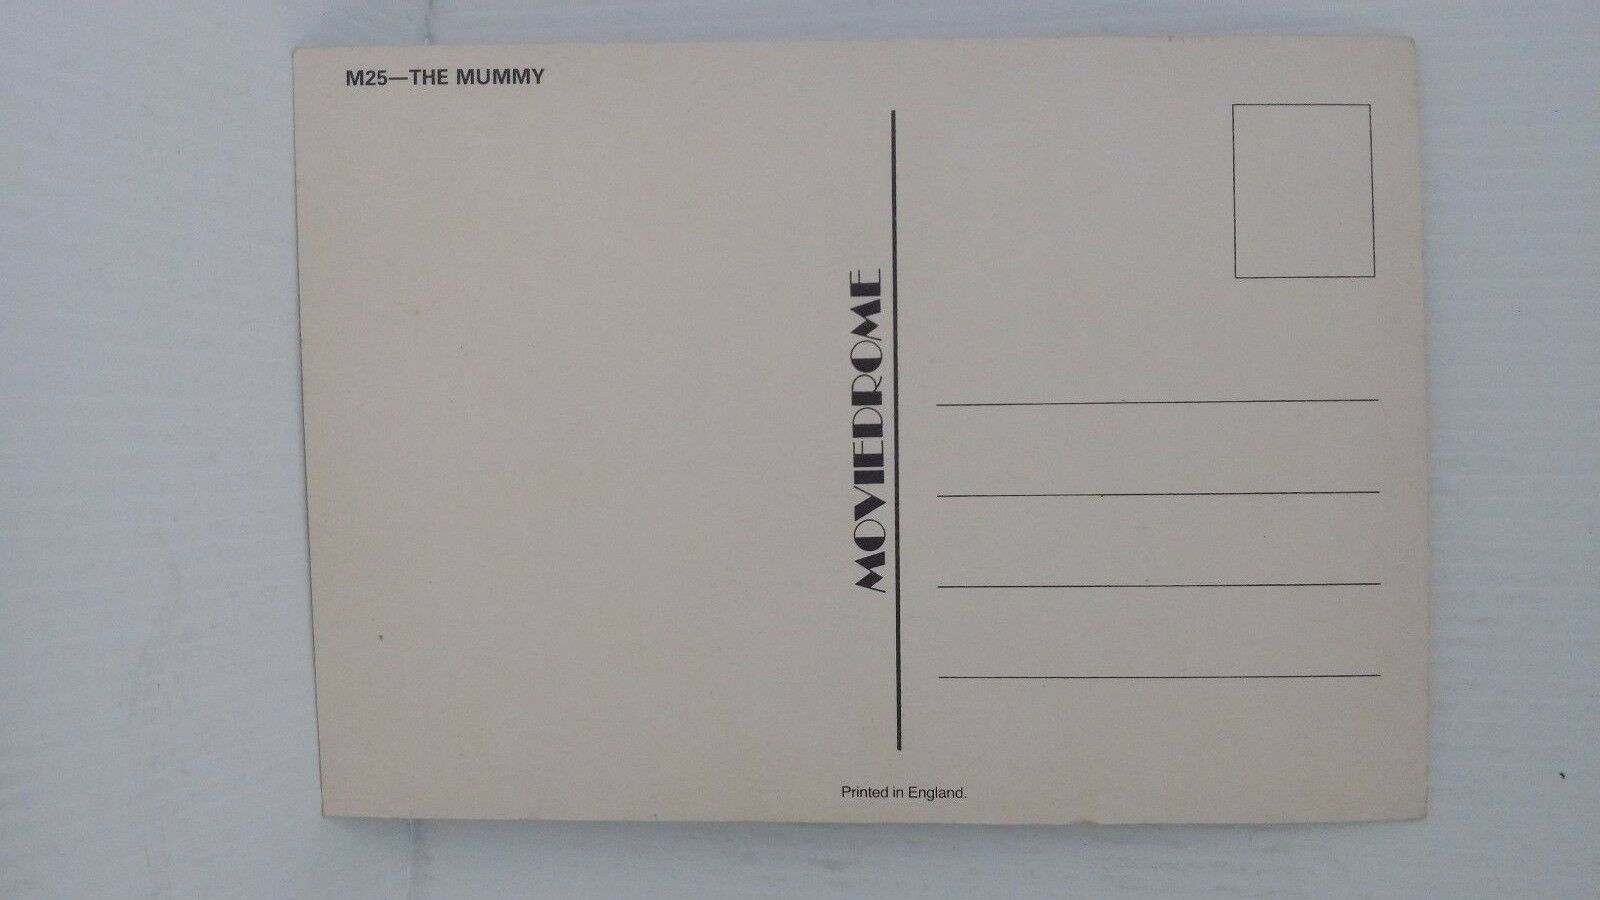 M25—THE MUMMY
MOVIEDROME
Printed in England.